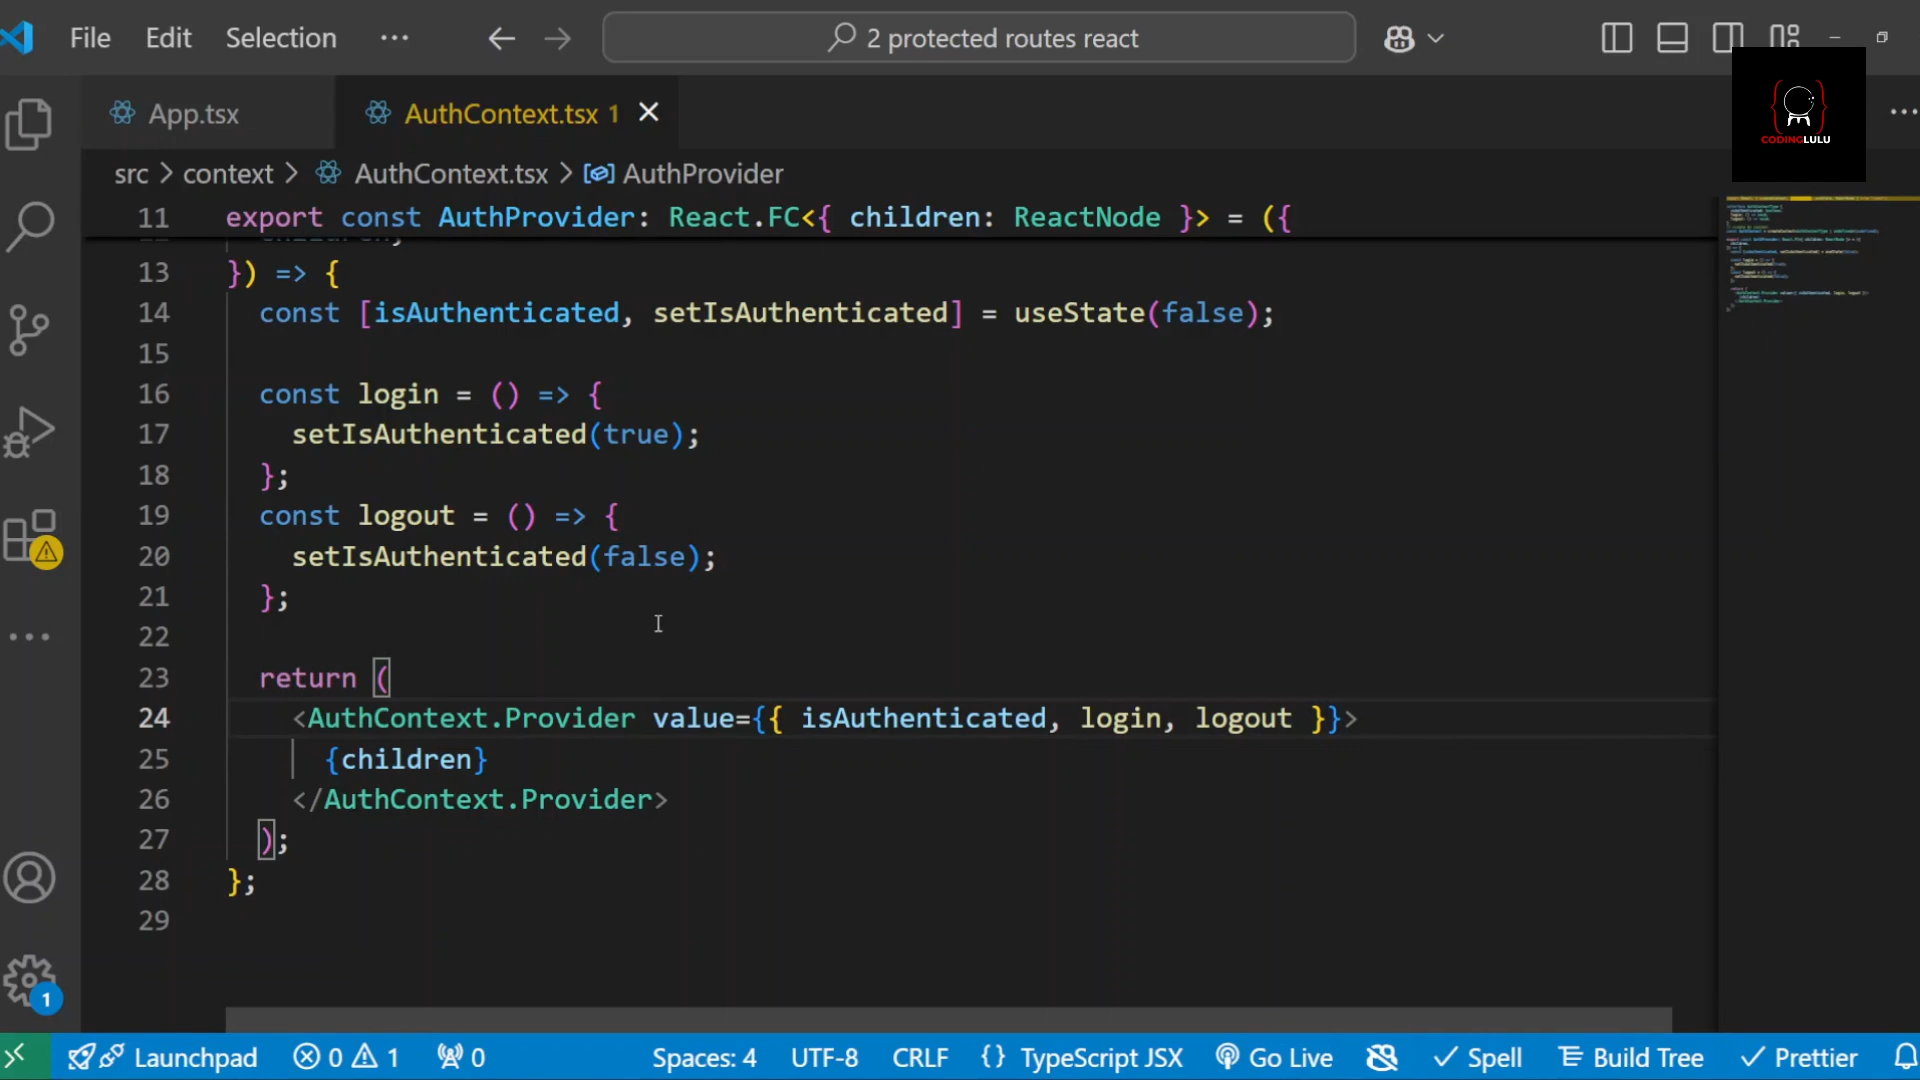 File Edit Selection ··· 2 protected routes react
CODINGLULU
App.tsx AuthContext.tsx 1
src > context > AuthContext.tsx > AuthProvider
11 export const AuthProvider: React.FC<{ children: ReactNode }> = ({
13 }) => {
14 const [isAuthenticated, setIsAuthenticated] = useState(false);
15
16 const login = () => {
17 setIsAuthenticated(true);
18 };
19 const logout = () => {
20 setIsAuthenticated(false);
21 };
22
23 return (
24 <AuthContext.Provider value={{ isAuthenticated, login, logout }}>
25 {children}
26 </AuthContext.Provider>
27 );
28 };
29
1
Launchpad 0 1 0 Spaces: 4 UTF-8 CRLF {} TypeScript JSX Go Live Spell Build Tree Prettier